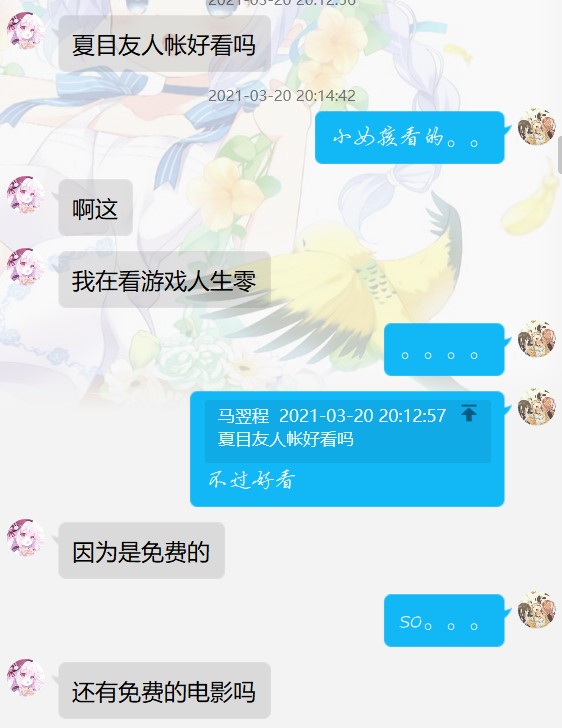 2021-03-20 20:12:56
夏目友人帐好看吗
2021-03-20 20:14:42
小女孩看的。。
啊这
我在看游戏人生零
。。。。
马翌程 2021-03-20 20:12:57
夏目友人帐好看吗
不过好看
因为是免费的
so。。。
还有免费的电影吗